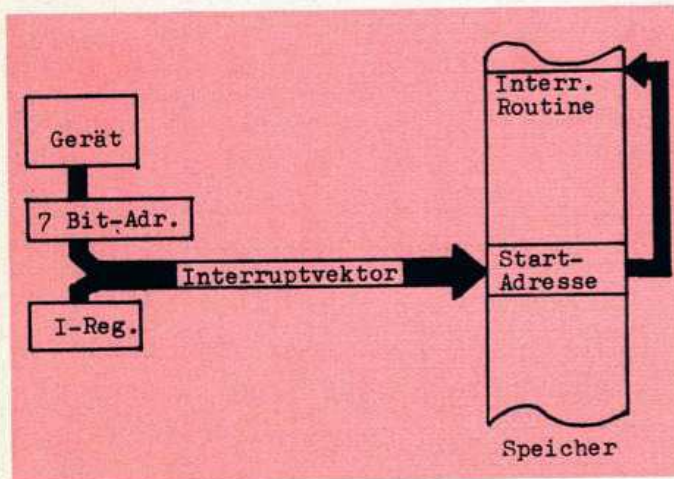 Gerät
7 Bit-Adr.
Interruptvektor
I-Reg.
Interr.
Routine
Start-
Adresse
Speicher